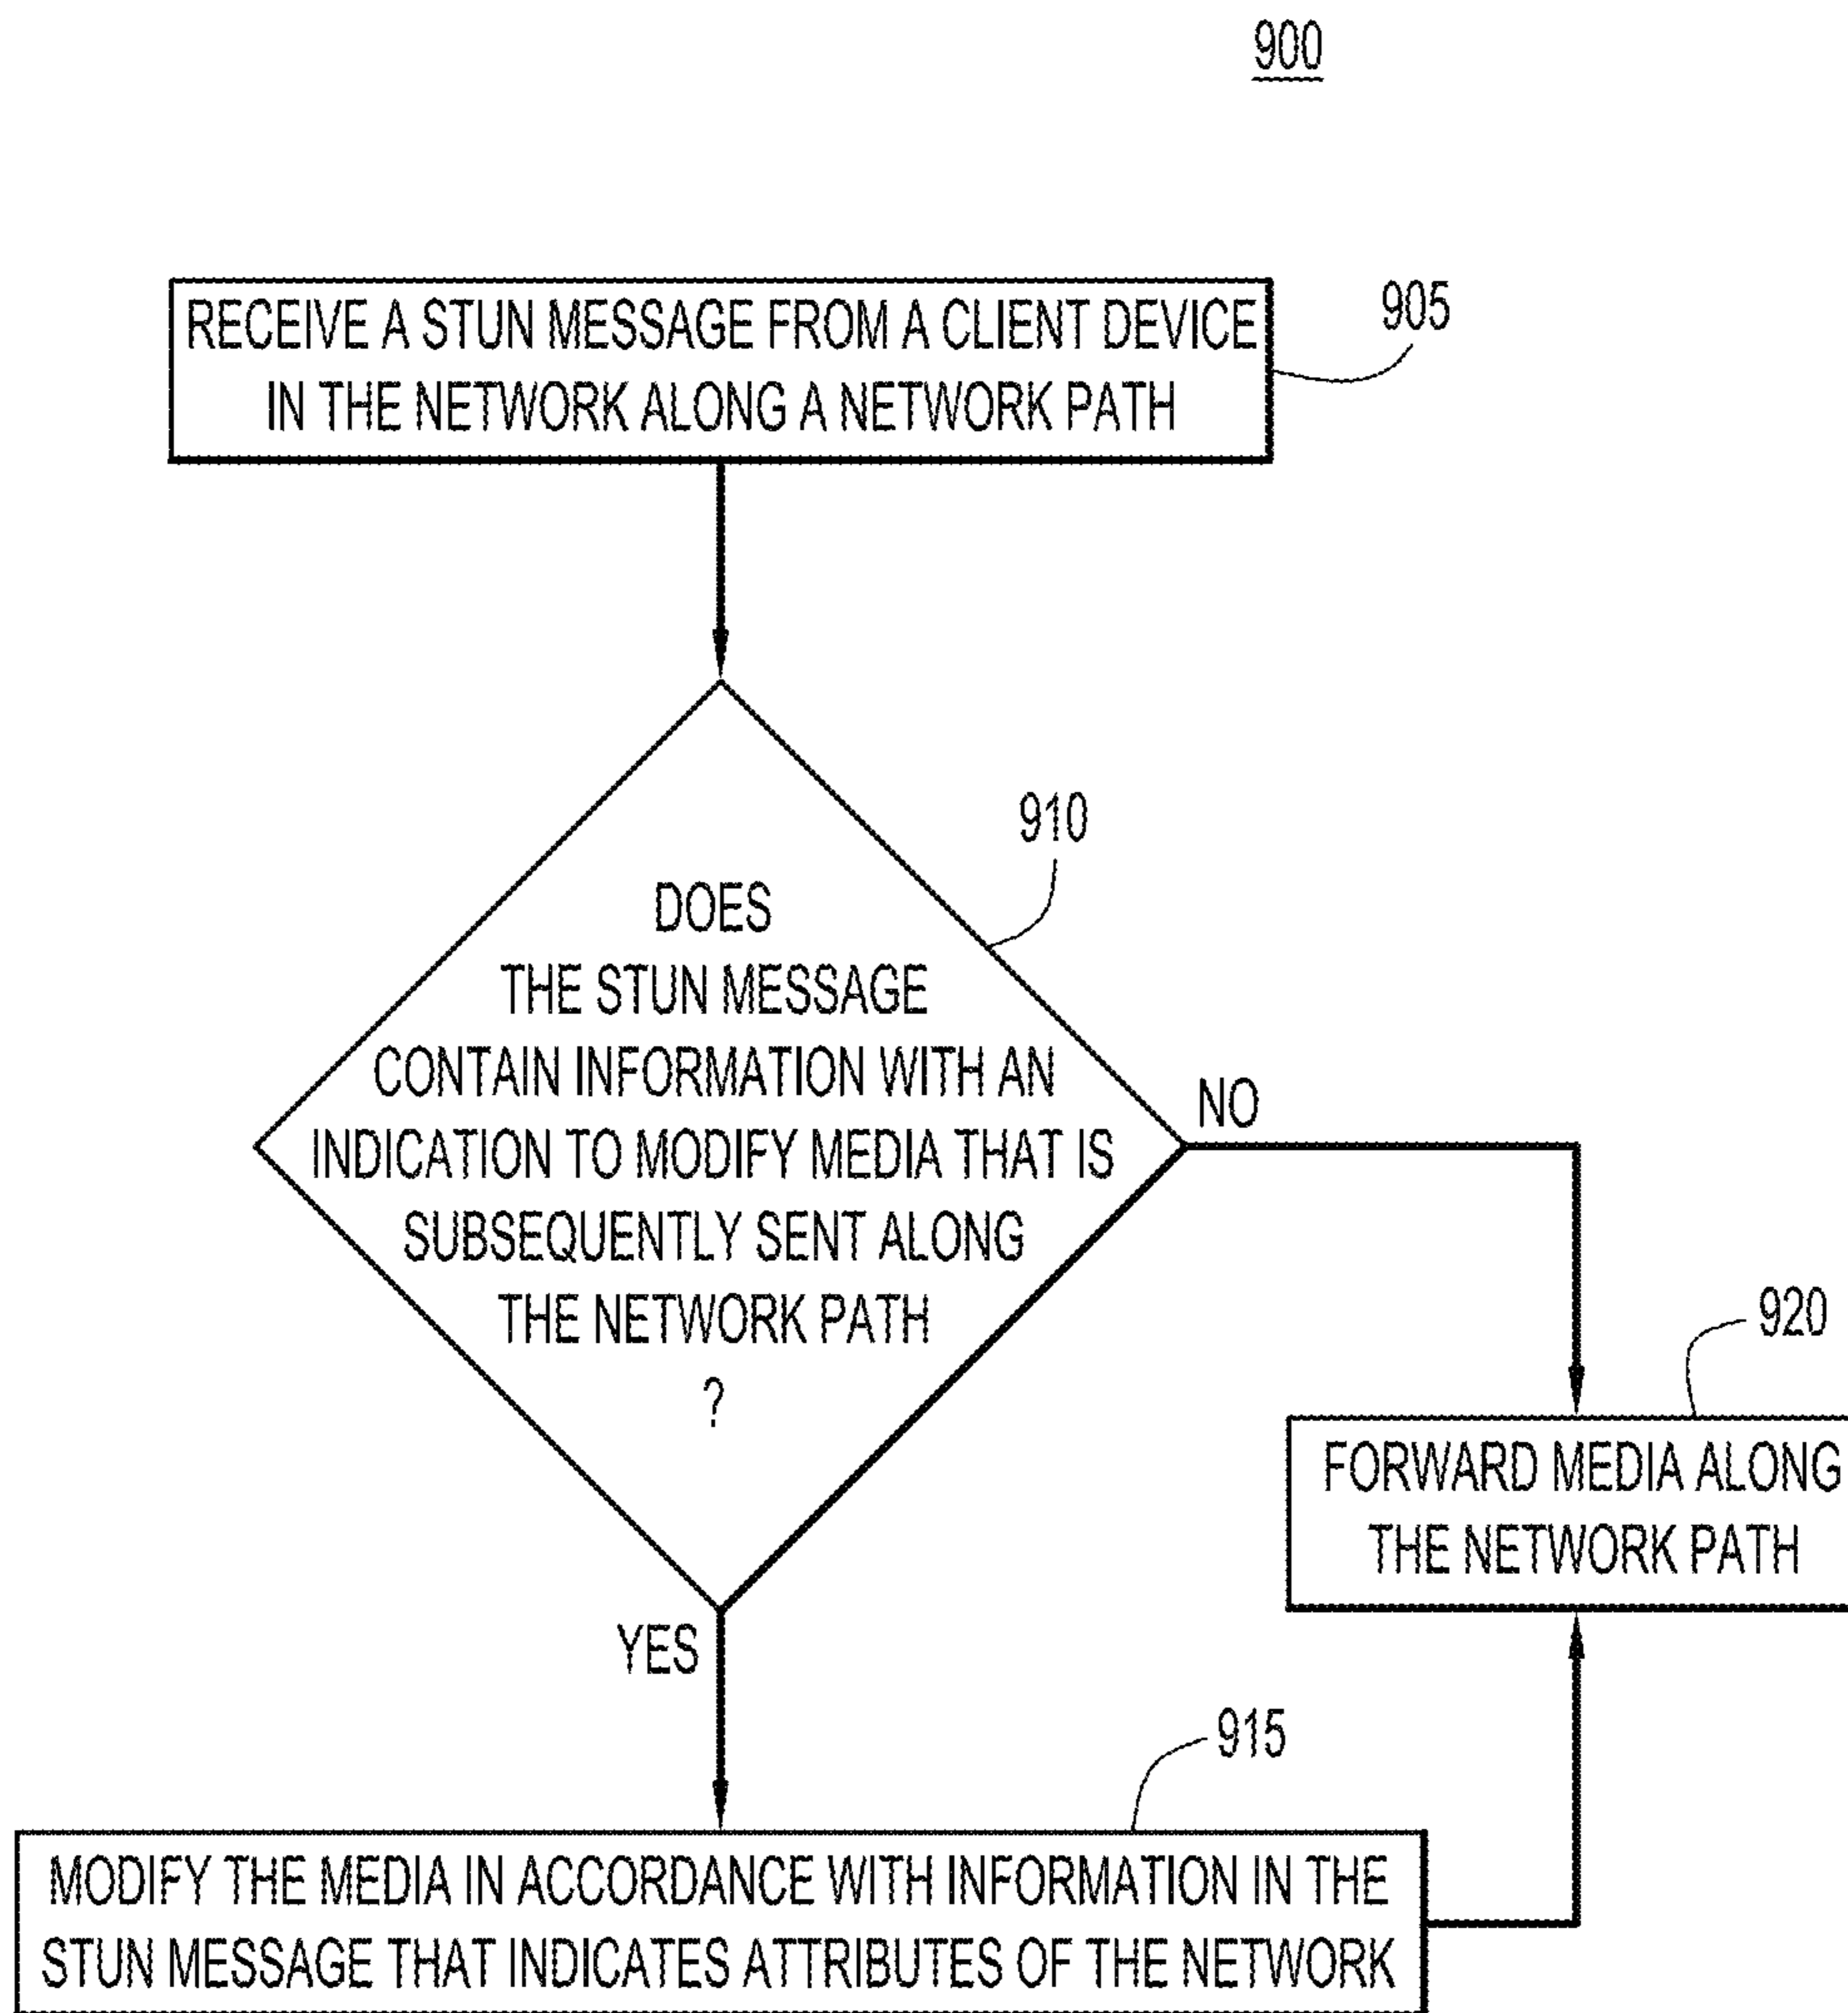 900
RECEIVE A STUN MESSAGE FROM A CLIENT DEVICE
IN THE NETWORK ALONG A NETWORK PATH
905
910
DOES
THE STUN MESSAGE
CONTAIN INFORMATION WITH AN
INDICATION TO MODIFY MEDIA THAT IS
SUBSEQUENTLY SENT ALONG
THE NETWORK PATH
?
NO
920
FORWARD MEDIA ALONG
THE NETWORK PATH
YES
915
MODIFY THE MEDIA IN ACCORDANCE WITH INFORMATION IN THE
STUN MESSAGE THAT INDICATES ATTRIBUTES OF THE NETWORK